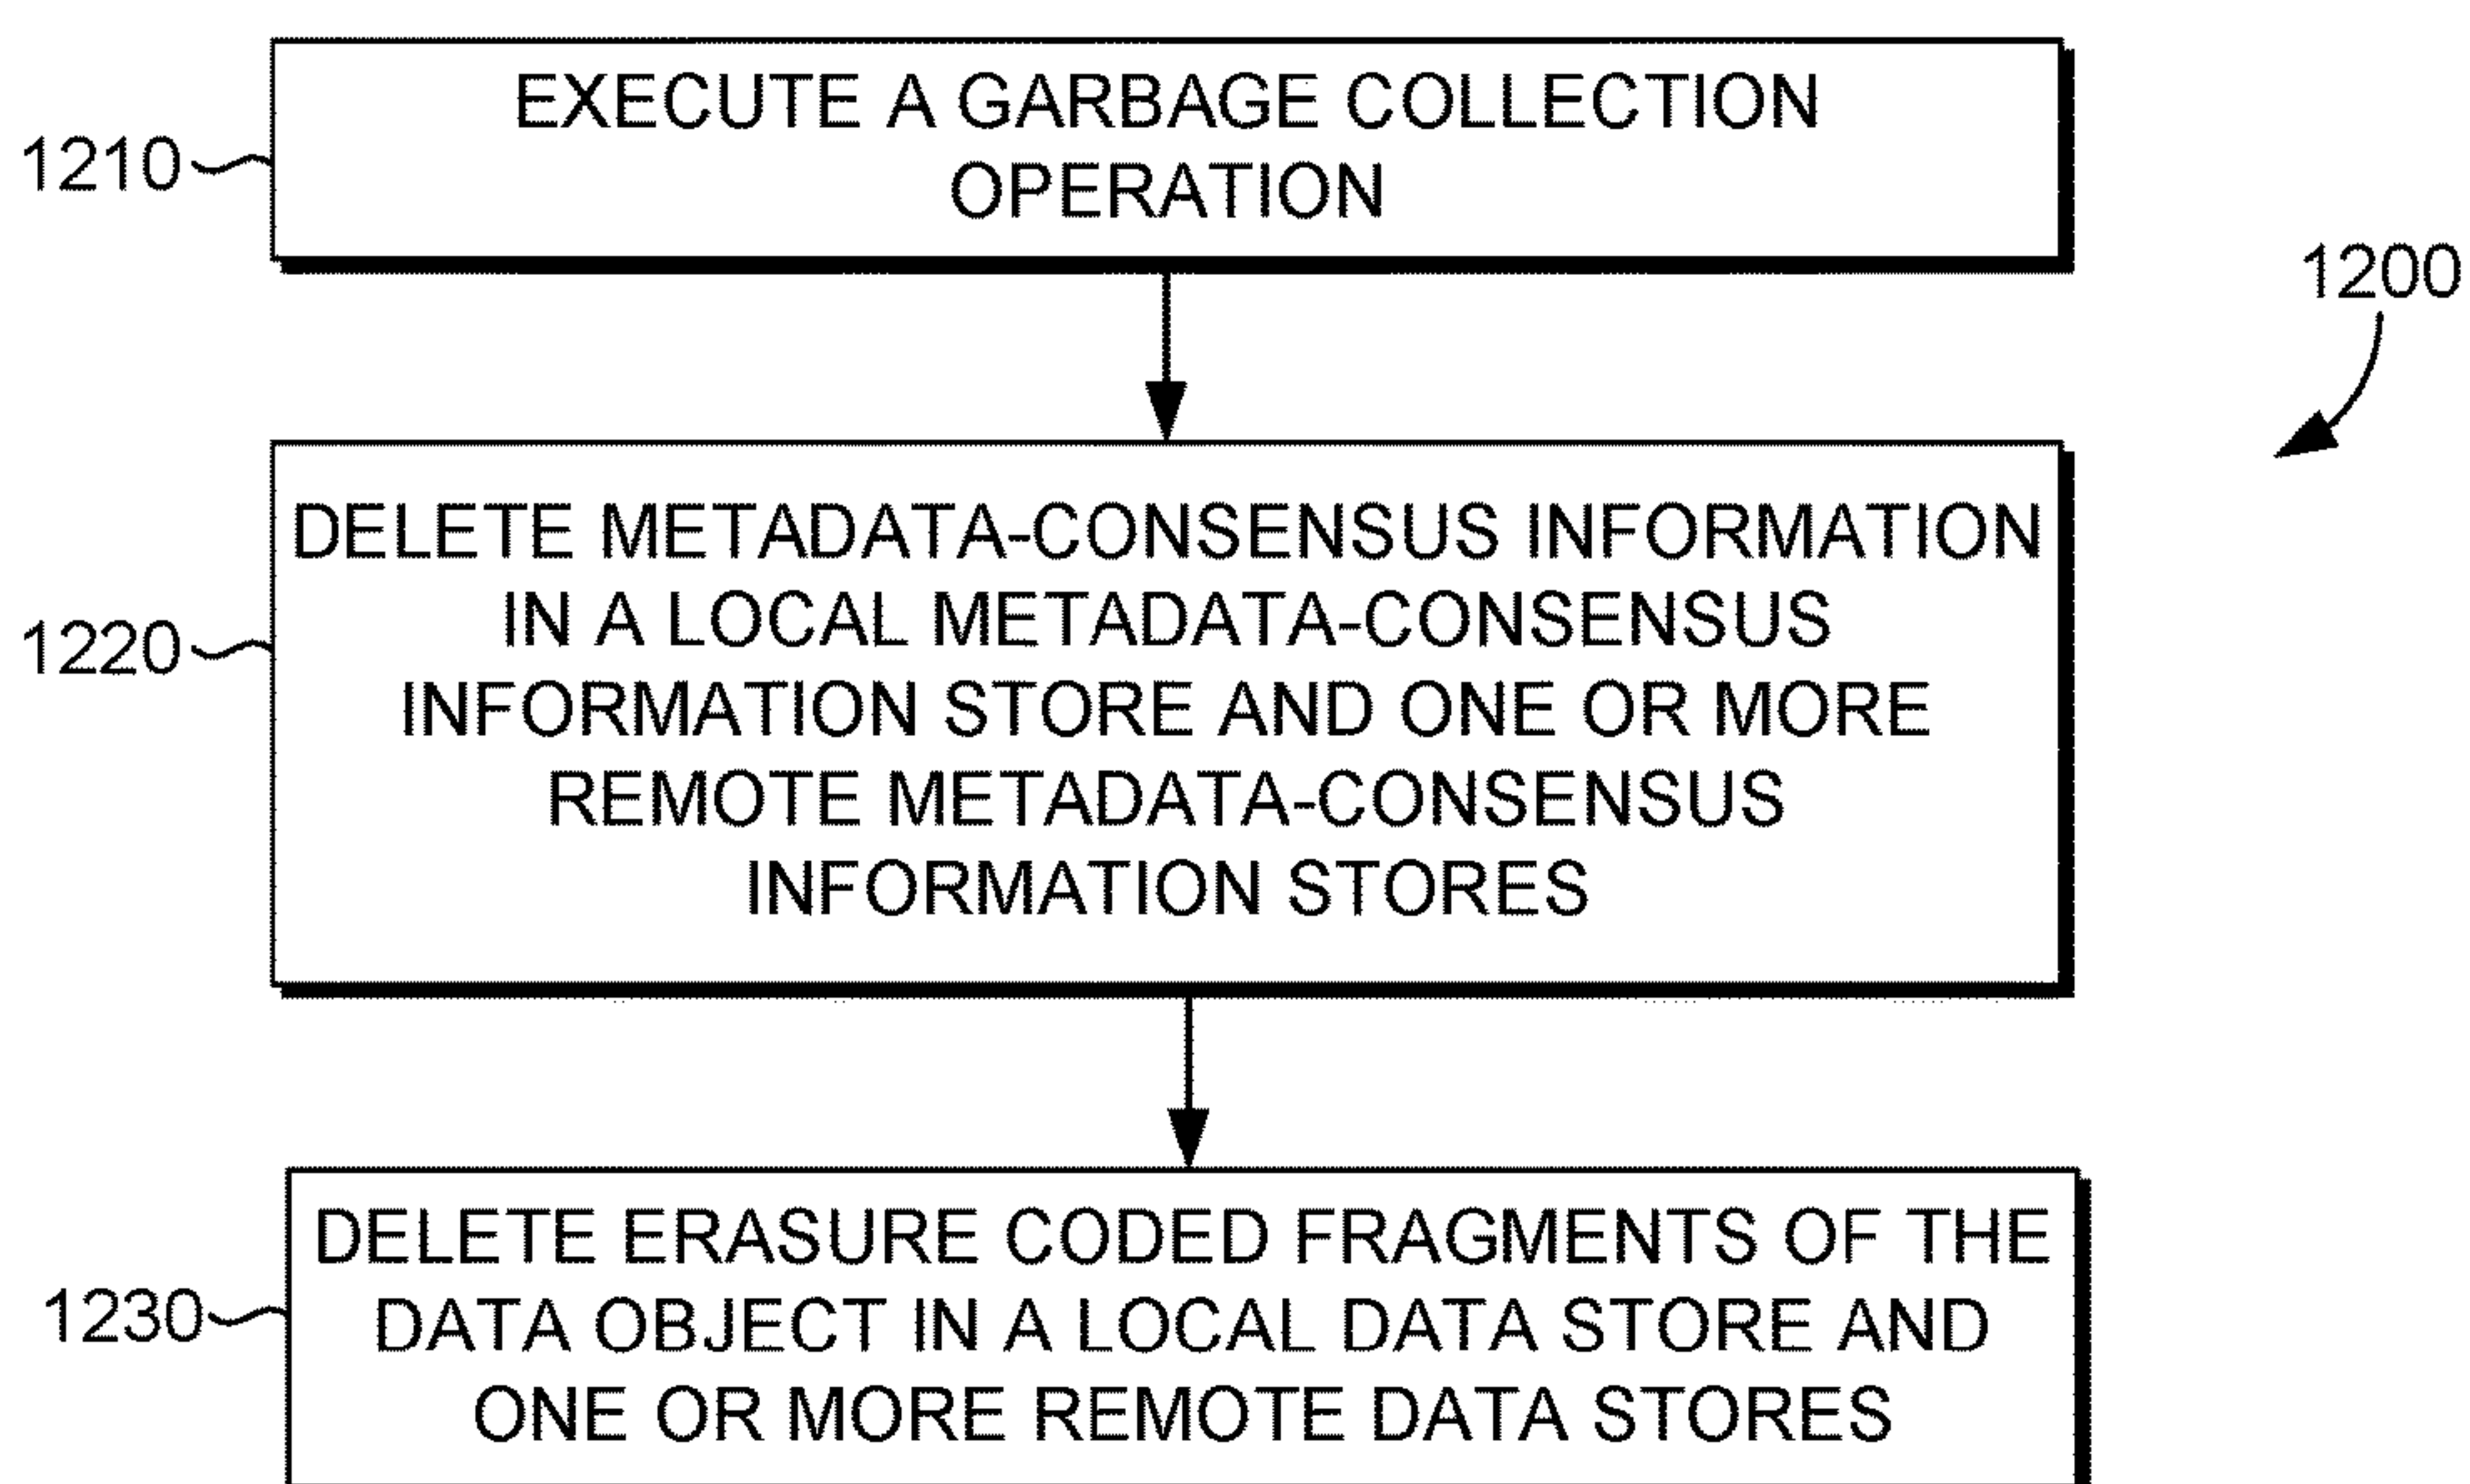 EXECUTE A GARBAGE COLLECTION
OPERATION
1210
1200
DELETE METADATA-CONSENSUS INFORMATION
IN A LOCAL METADATA-CONSENSUS
INFORMATION STORE AND ONE OR MORE
REMOTE METADATA-CONSENSUS
INFORMATION STORES
1220
DELETE ERASURE CODED FRAGMENTS OF THE
DATA OBJECT IN A LOCAL DATA STORE AND
ONE OR MORE REMOTE DATA STORES
1230